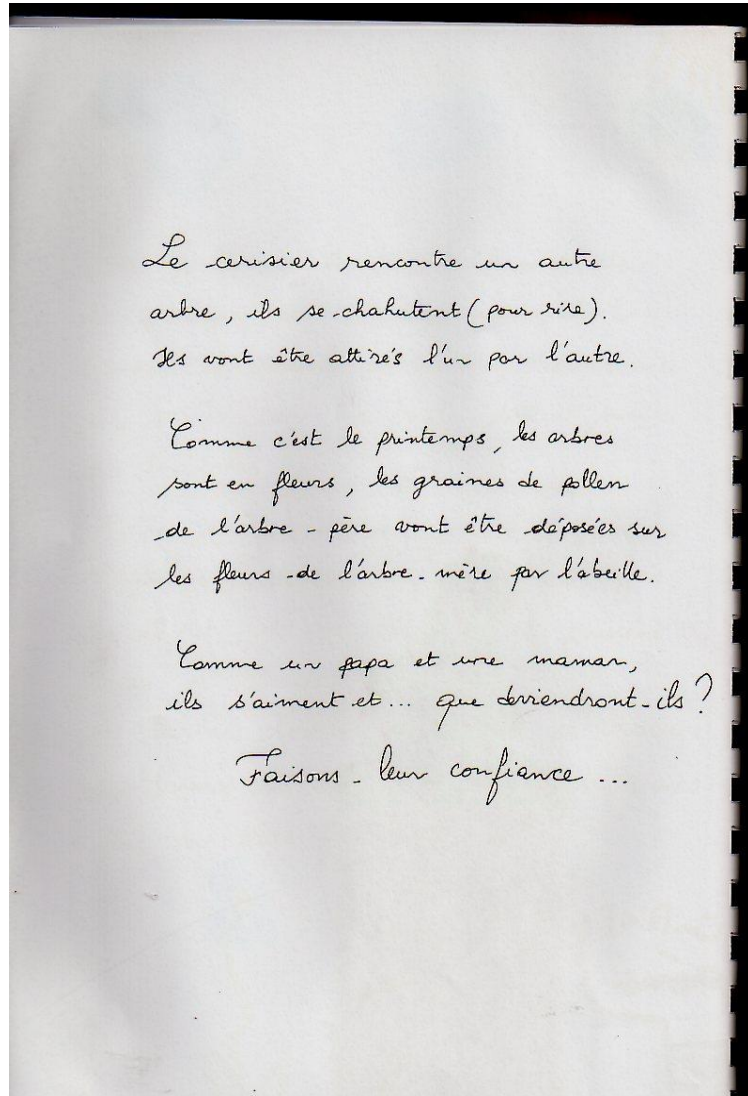 Le cerisier rencontre un autre
arbre, ils se chahutent (pour rire).
Ils vont être attirés l'un par l'autre.
Comme c'est le printemps, les arbres
sont en fleurs, les graines de pollen
de l'arbre-père vont être déposées sur
les fleurs de l'arbre-mère par l'abeille.
Comme un papa et une maman,
ils s'aiment et... que deviendront-ils ?
Faisons-leur confiance ...